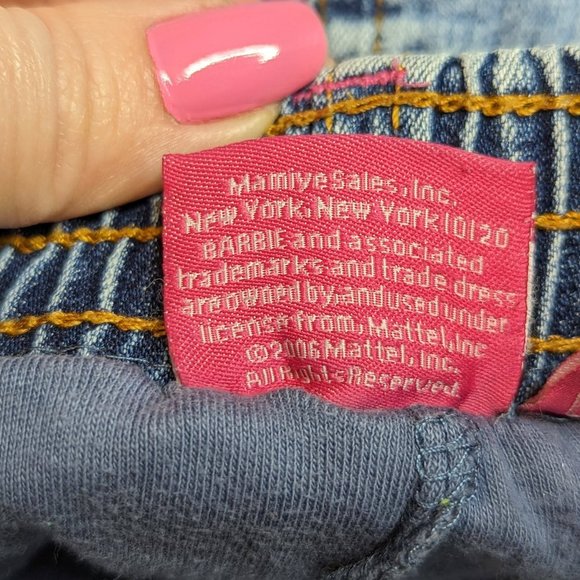 Mamiye Sales, Inc.
New York, New York 10120
BARBIE and associated
trademarks and trade dress
are owned by, and used under
license from, Mattel, Inc
©2006 Mattel, Inc.
All Rights Reserved.